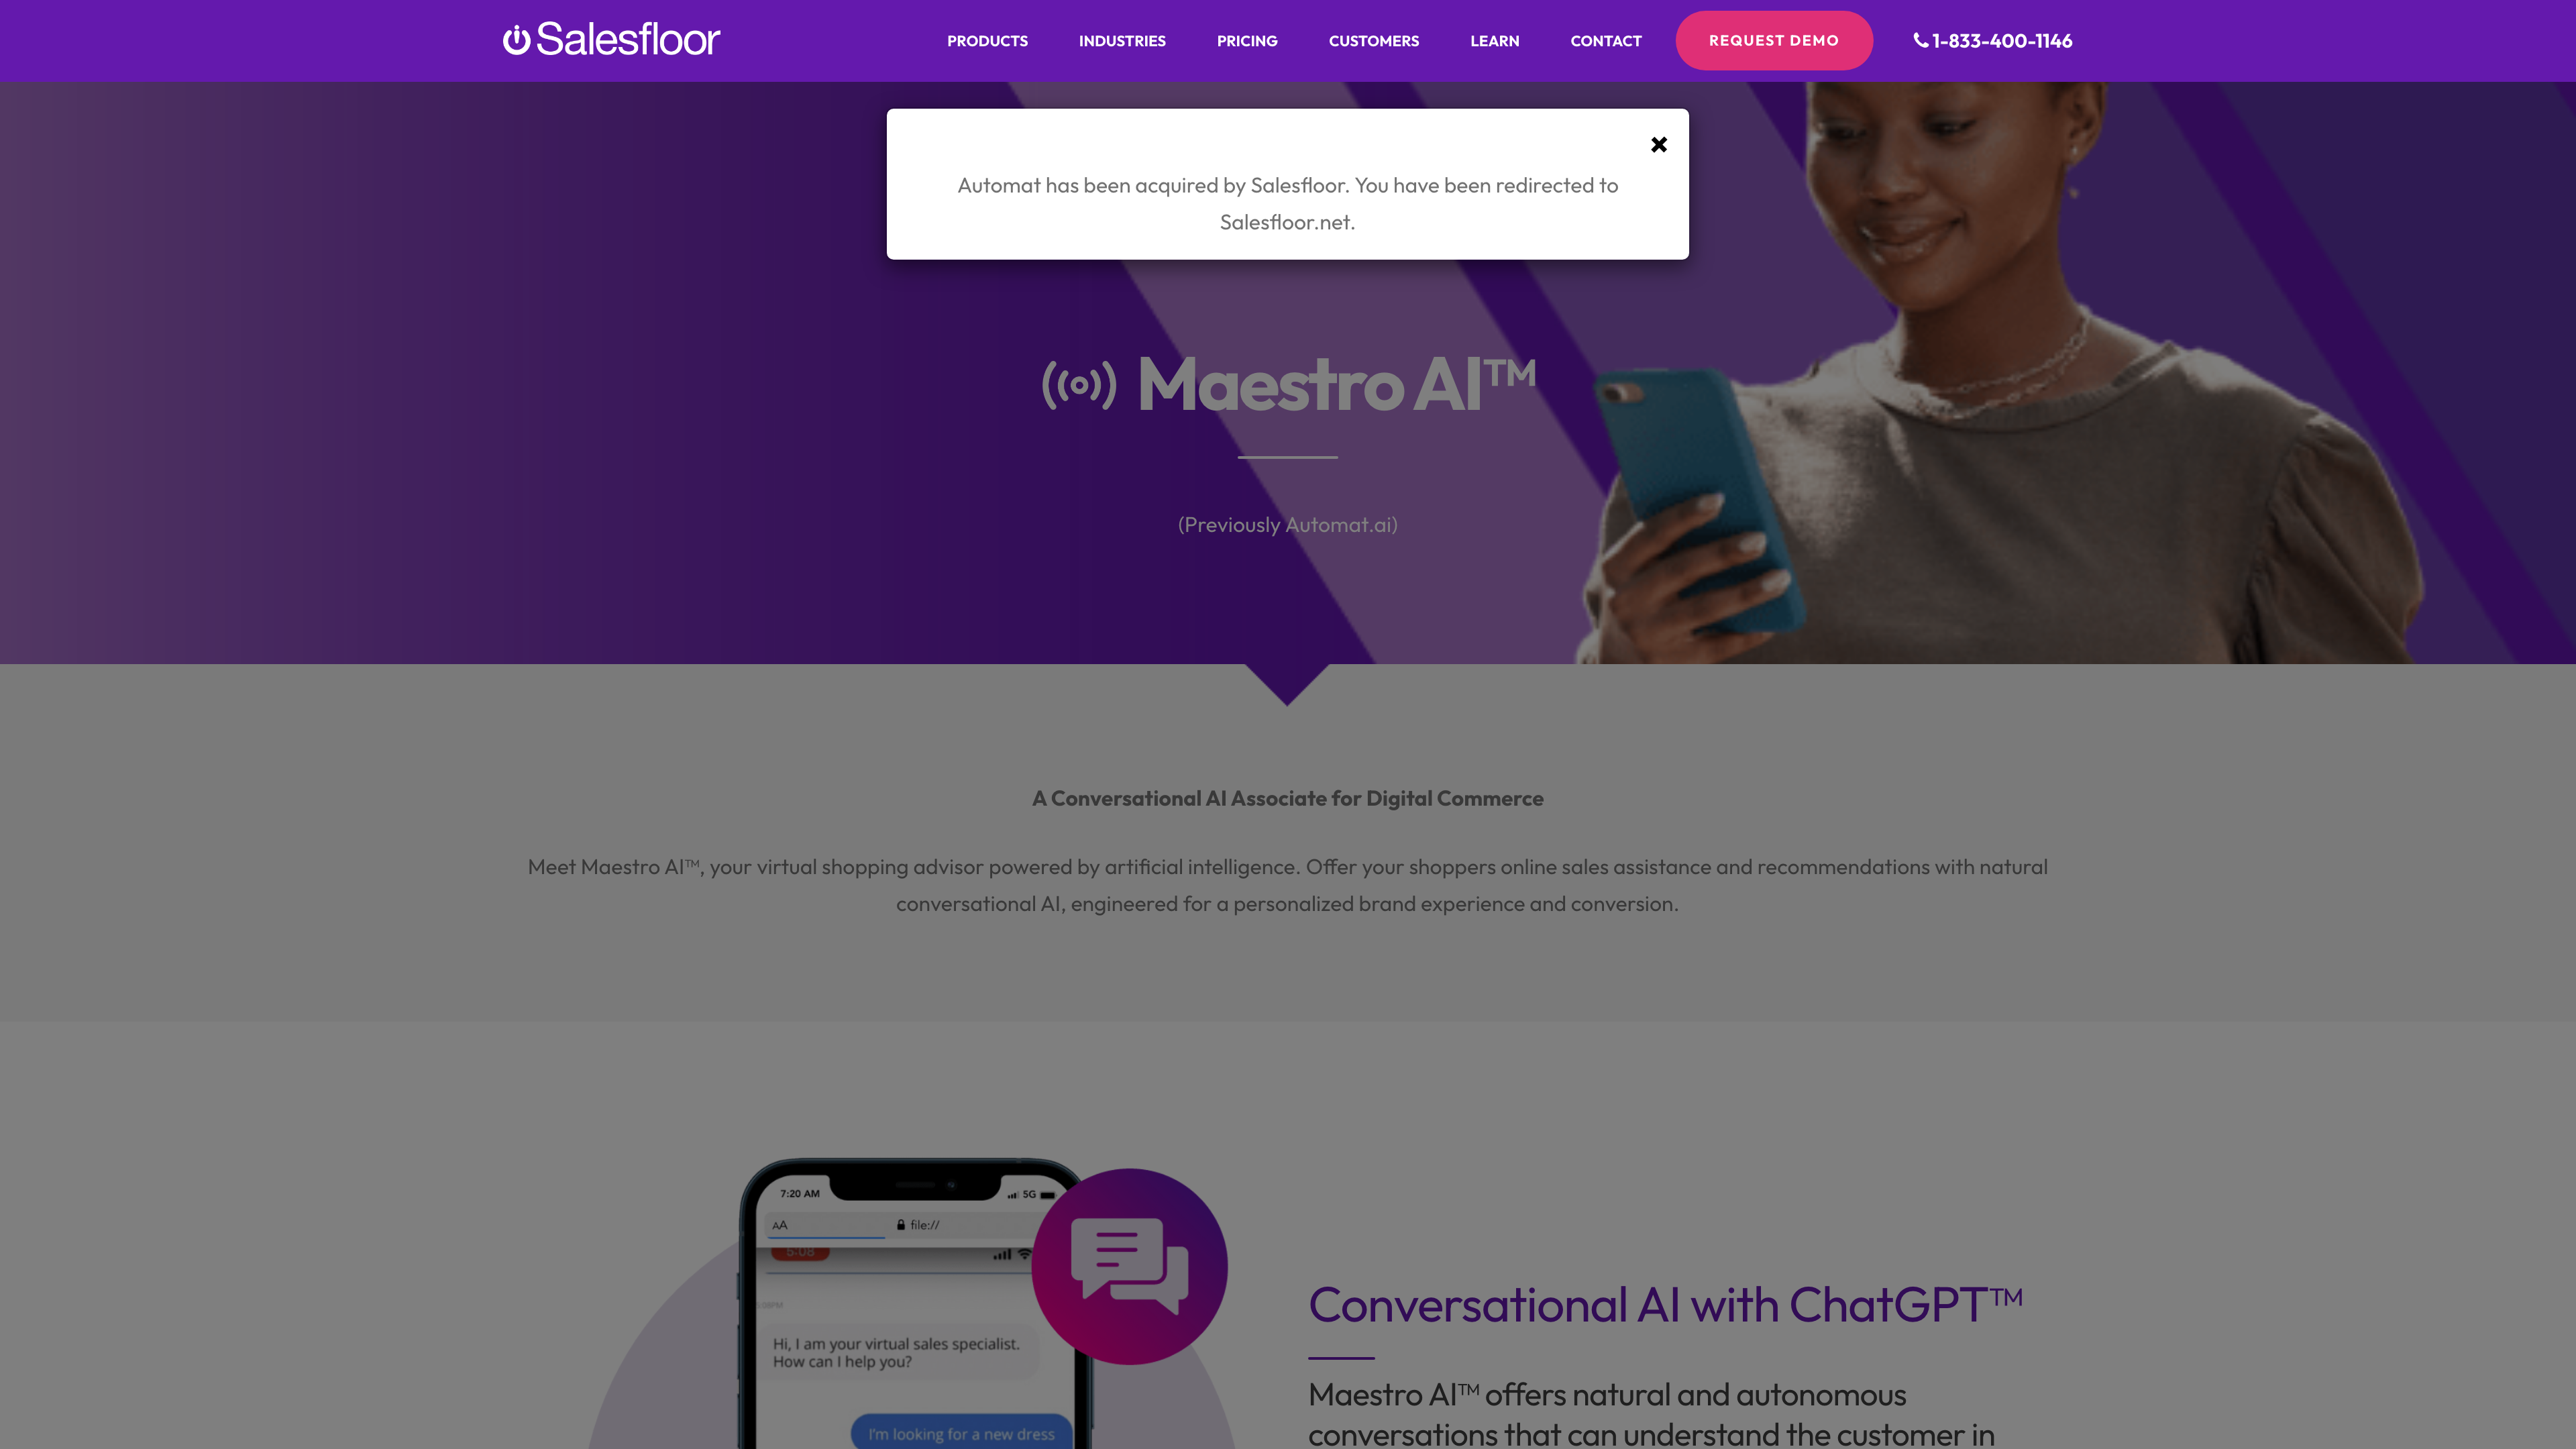 Salesfloor
PRODUCTS
INDUSTRIES
PRICING
CUSTOMERS
LEARN
CONTACT
REQUEST DEMO
1-833-400-1146
Automat has been acquired by Salesfloor. You have been redirected to
Salesfloor.net.
Maestro AI™
(Previously Automat.ai)
A Conversational AI Associate for Digital Commerce
Meet Maestro AI™, your virtual shopping advisor powered by artificial intelligence. Offer your shoppers online sales assistance and recommendations with natural
conversational AI, engineered for a personalized brand experience and conversion.
7:20 AM
5G
AA
file://
5:08
Hi, I am your virtual sales specialist.
How can I help you?
I'm looking for a new dress
Conversational AI with ChatGPT™
Maestro AI™ offers natural and autonomous
conversations that can understand the customer in